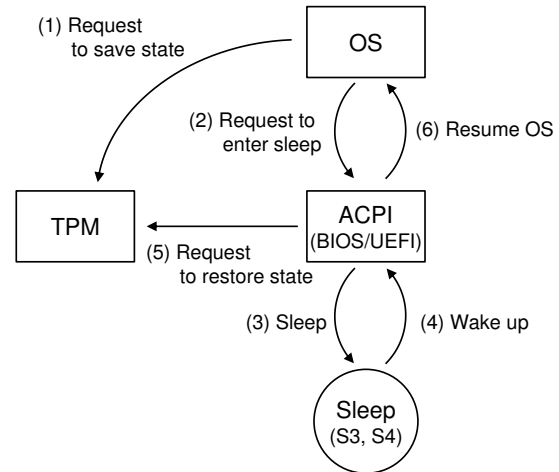 (1) Request
to save state
OS
(2) Request to
enter sleep
(6) Resume OS
TPM
ACPI
(BIOS/UEFI)
(5) Request
to restore state
(3) Sleep
(4) Wake up
Sleep
(S3, S4)